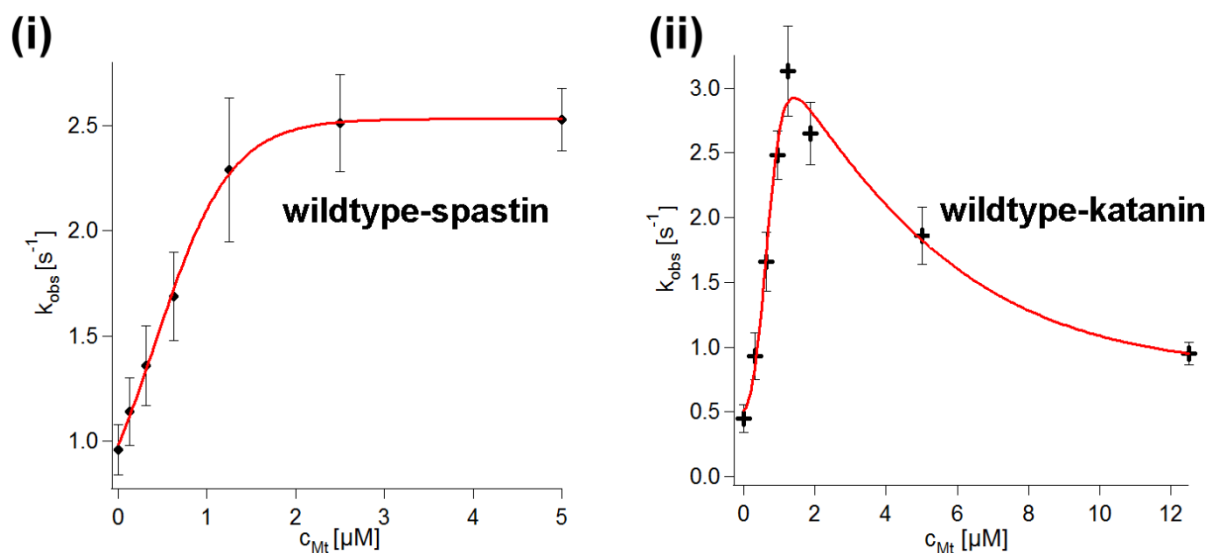 (i)
2.5
2.0
1.5
1.0
k_obs [s⁻¹]
wildtype-spastin
0 1 2 3 4 5
c_Mt [µM]
(ii)
3.0
2.5
2.0
1.5
1.0
0.5
0.0
k_obs [s⁻¹]
wildtype-katanin
0 2 4 6 8 10 12
c_Mt [µM]